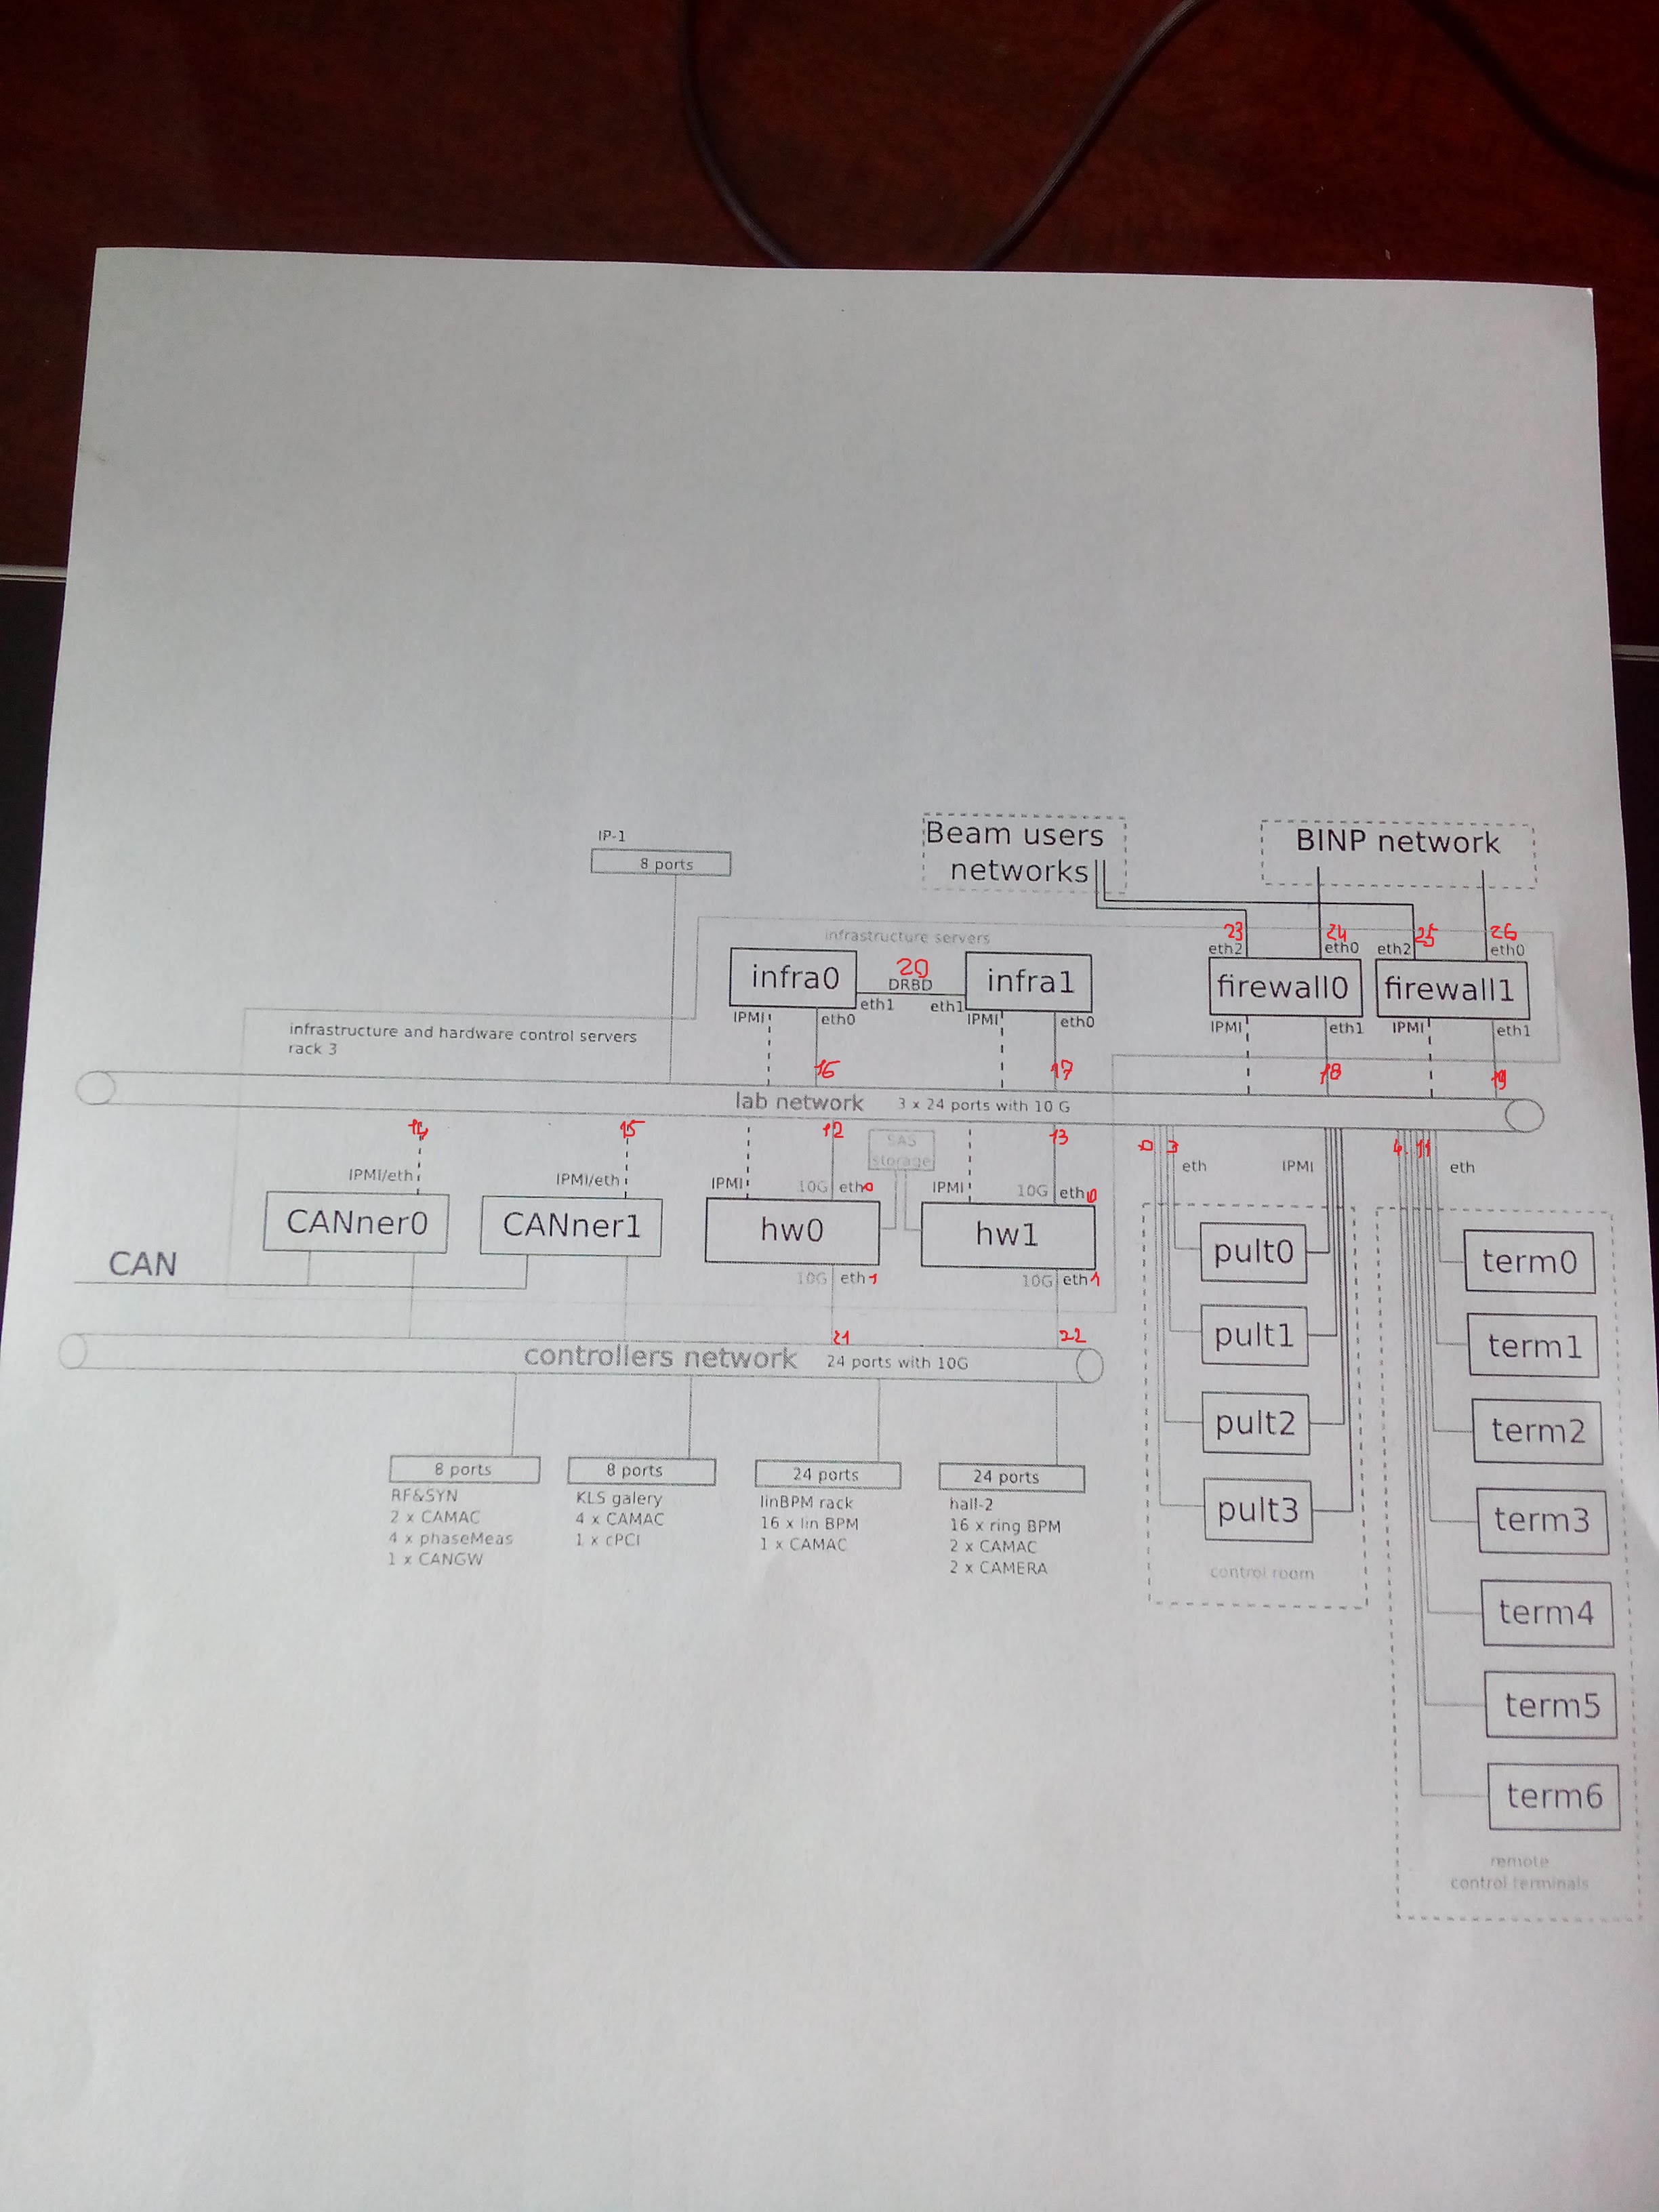 IP-1
8 ports
Beam users
networks
BINP network
infrastructure servers
23
24
25
26
eth2
eth0
eth2
eth0
infra0
20
DRBD
infra1
firewall0
firewall1
eth1
eth1
IPMI
eth0
IPMI
eth0
IPMI
eth1
IPMI
eth1
infrastructure and hardware control servers
rack 3
16
17
18
19
lab network
3 x 24 ports with 10 G
14
15
12
13
0
3
4
11
SAS
storage
eth
IPMI
eth
IPMI/eth
IPMI/eth
IPMI
10G
eth0
IPMI
10G
eth0
CANner0
CANner1
hw0
hw1
CAN
10G
eth1
10G
eth1
pult0
term0
21
22
controllers network
24 ports with 10G
pult1
term1
pult2
term2
8 ports
8 ports
24 ports
24 ports
RF&SYN
2 x CAMAC
4 x phaseMeas
1 x CANGW
KLS galery
4 x CAMAC
1 x cPCI
linBPM rack
16 x lin BPM
1 x CAMAC
hall-2
16 x ring BPM
2 x CAMAC
2 x CAMERA
pult3
term3
control room
term4
term5
term6
remote
control terminals